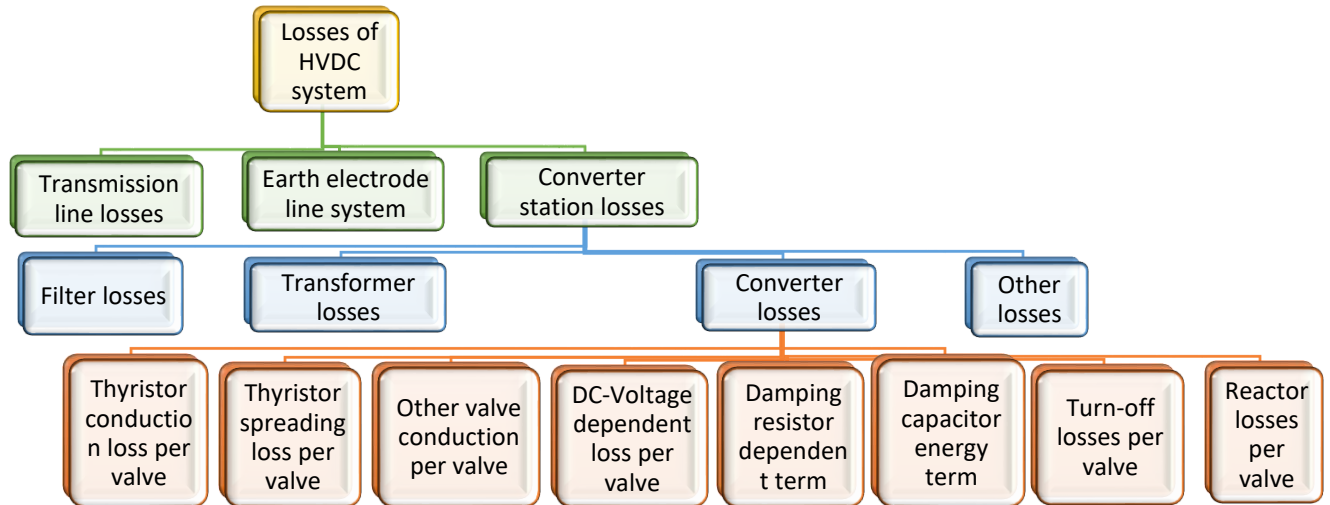 Losses of
HVDC
system
Transmission
line losses
Earth electrode
line system
Converter
station losses
Filter losses
Transformer
losses
Converter
losses
Other
losses
Thyristor
conductio
n loss per
valve
Thyristor
spreading
loss per
valve
Other valve
conduction
per valve
DC-Voltage
dependent
loss per
valve
Damping
resistor
dependen
t term
Damping
capacitor
energy
term
Turn-off
losses per
valve
Reactor
losses
per
valve